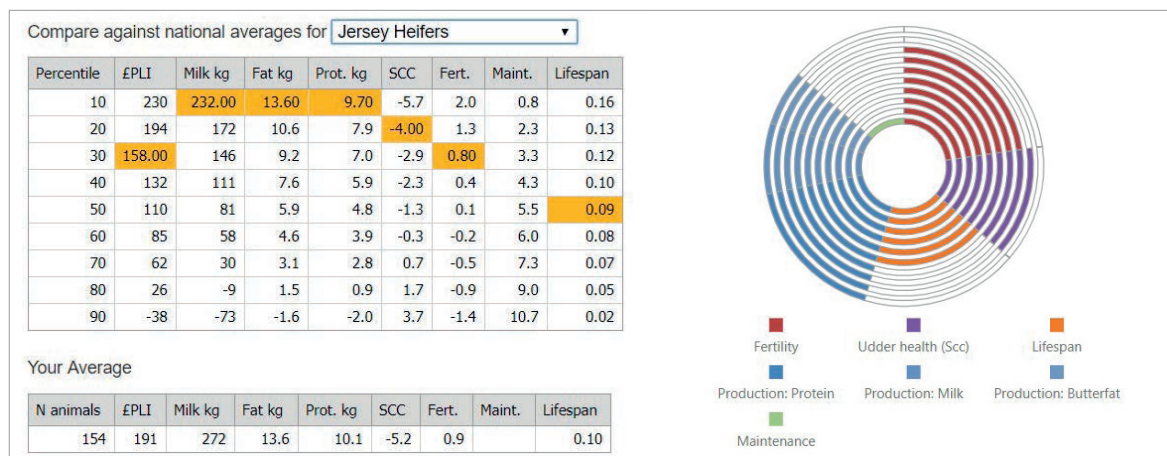 Compare against national averages for Jersey Heifers
Percentile £PLI Milk kg Fat kg Prot. kg SCC Fert. Maint. Lifespan
10 230 232.00 13.60 9.70 -5.7 2.0 0.8 0.16
20 194 172 10.6 7.9 -4.00 1.3 2.3 0.13
30 158.00 146 9.2 7.0 -2.9 0.80 3.3 0.12
40 132 111 7.6 5.9 -2.3 0.4 4.3 0.10
50 110 81 5.9 4.8 -1.3 0.1 5.5 0.09
60 85 58 4.6 3.9 -0.3 -0.2 6.0 0.08
70 62 30 3.1 2.8 0.7 -0.5 7.3 0.07
80 26 -9 1.5 0.9 1.7 -0.9 9.0 0.05
90 -38 -73 -1.6 -2.0 3.7 -1.4 10.7 0.02
Your Average
N animals £PLI Milk kg Fat kg Prot. kg SCC Fert. Maint. Lifespan
154 191 272 13.6 10.1 -5.2 0.9 0.10
Fertility Udder health (Scc) Lifespan
Production: Protein Production: Milk Production: Butterfat
Maintenance